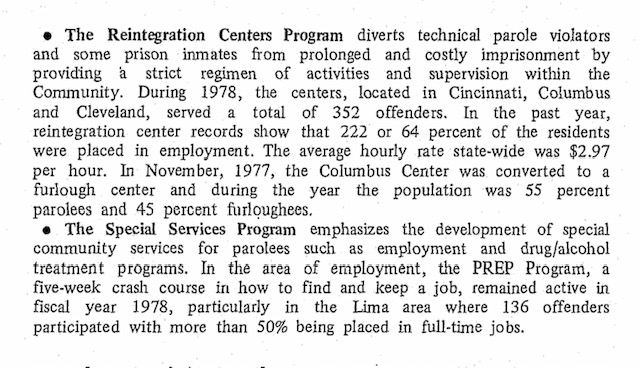 • The Reintegration Centers Program diverts technical parole violators
and some prison inmates from prolonged and costly imprisonment by
providing a strict regimen of activities and supervision within the
Community. During 1978, the centers, located in Cincinnati, Columbus
and Cleveland, served a total of 352 offenders. In the past year,
reintegration center records show that 222 or 64 percent of the residents
were placed in employment. The average hourly rate state-wide was $2.97
per hour. In November, 1977, the Columbus Center was converted to a
furlough center and during the year the population was 55 percent
parolees and 45 percent furloughees.
• The Special Services Program emphasizes the development of special
community services for parolees such as employment and drug/alcohol
treatment programs. In the area of employment, the PREP Program, a
five-week crash course in how to find and keep a job, remained active in
fiscal year 1978, particularly in the Lima area where 136 offenders
participated with more than 50% being placed in full-time jobs.